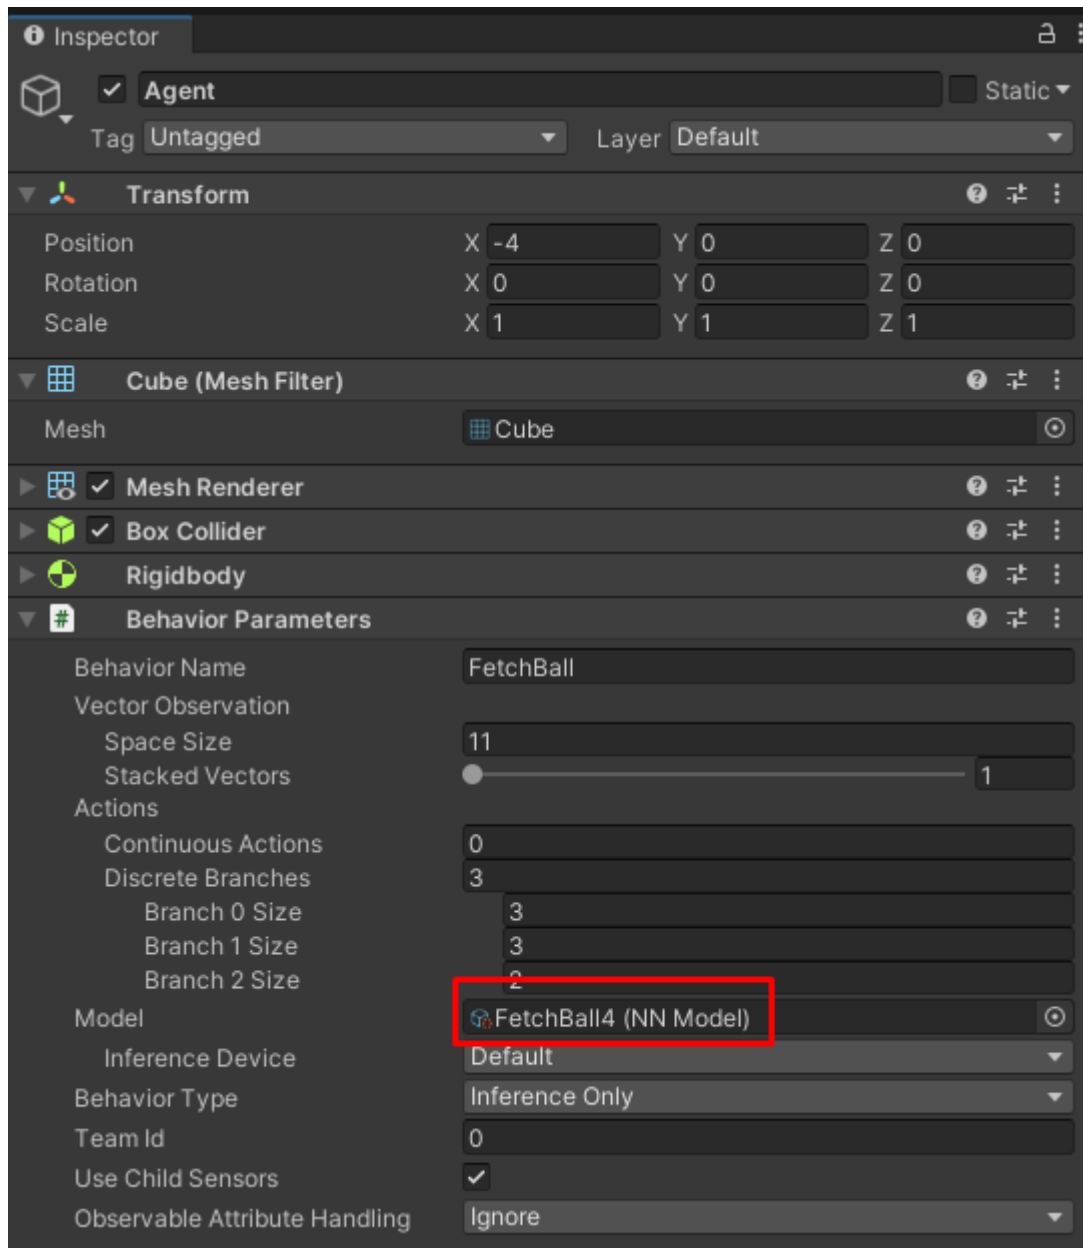 Inspector
Agent Static
Tag Untagged Layer Default
Transform
Position X -4 Y 0 Z 0
Rotation X 0 Y 0 Z 0
Scale X 1 Y 1 Z 1
Cube (Mesh Filter)
Mesh Cube
Mesh Renderer
Box Collider
Rigidbody
# Behavior Parameters
Behavior Name FetchBall
Vector Observation
Space Size 11
Stacked Vectors 1
Actions
Continuous Actions 0
Discrete Branches 3
Branch 0 Size 3
Branch 1 Size 3
Branch 2 Size 2
Model FetchBall4 (NN Model)
Inference Device Default
Behavior Type Inference Only
Team Id 0
Use Child Sensors
Observable Attribute Handling Ignore